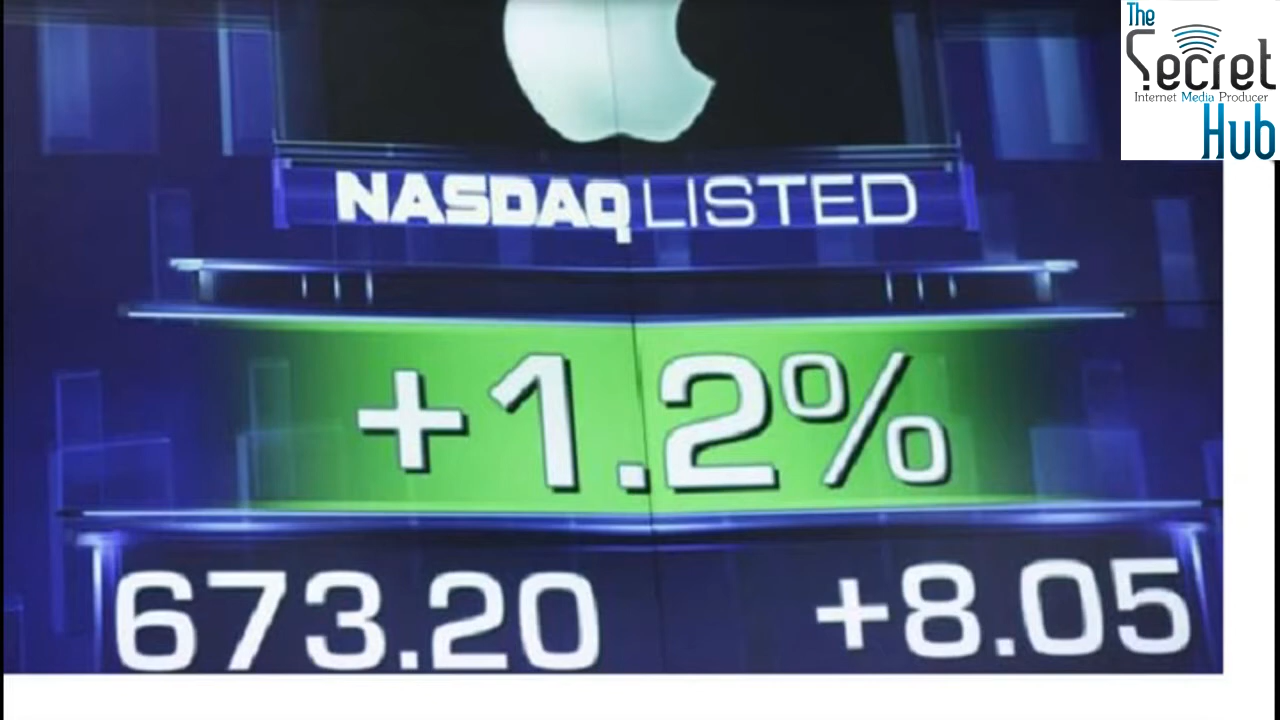 The
Secret
Internet Media Producer
Hub
NASDAQ LISTED
+1.2%
673.20 +8.05